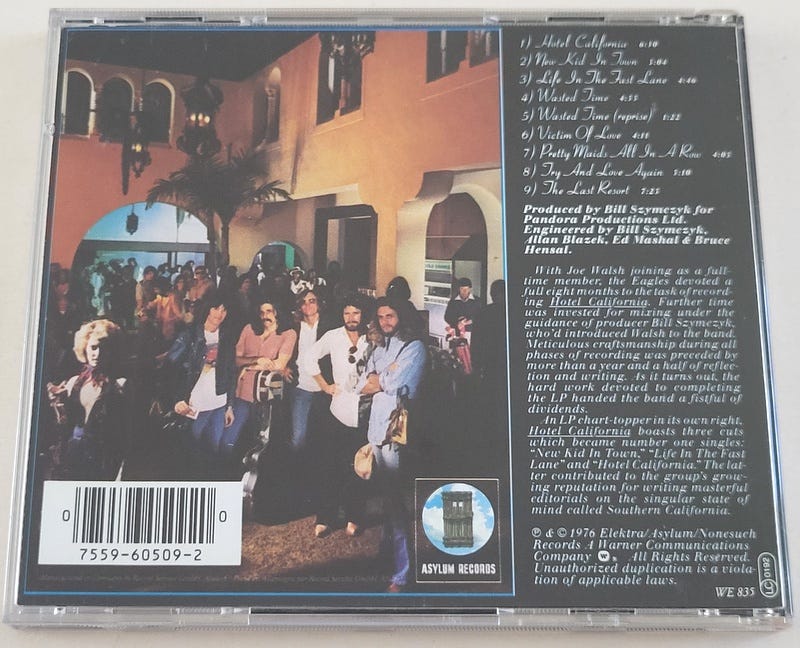 1) Hotel California 6:30
2) New Kid In Town 5:04
3) Life In The Fast Lane 4:46
4) Wasted Time 4:55
5) Wasted Time (reprise) 1:22
6) Victim Of Love 4:11
7) Pretty Maids All In A Row 4:05
8) Try And Love Again 5:10
9) The Last Resort 7:25
Produced by Bill Szymczyk for
Pandora Productions Ltd.
Engineered by Bill Szymczyk,
Allan Blazek, Ed Mashal & Bruce
Hensal.
With Joe Walsh joining as a full-
time member, the Eagles devoted a
full eight months to the task of record-
ing Hotel California. Further time
was invested for mixing under the
guidance of producer Bill Szymczyk,
who'd introduced Walsh to the band.
Meticulous craftsmanship during all
phases of recording was preceded by
more than a year and a half of reflec-
tion and writing. As it turns out, the
hard work devoted to completing
the LP handed the band a fistful of
dividends.
An LP chart-topper in its own right,
Hotel California boasts three cuts
which became number one singles:
"New Kid In Town," "Life In The Fast
Lane" and "Hotel California." The lat-
ter contributed to the group's grow-
ing reputation for writing masterful
editorials on the singular state of
mind called Southern California.
℗ & © 1976 Elektra/Asylum/Nonesuch
Records A Warner Communications
Company. All Rights Reserved.
Unauthorized duplication is a viola-
tion of applicable laws.
WE 835
LC 0192
0 0
7559-60509-2
ASYLUM RECORDS